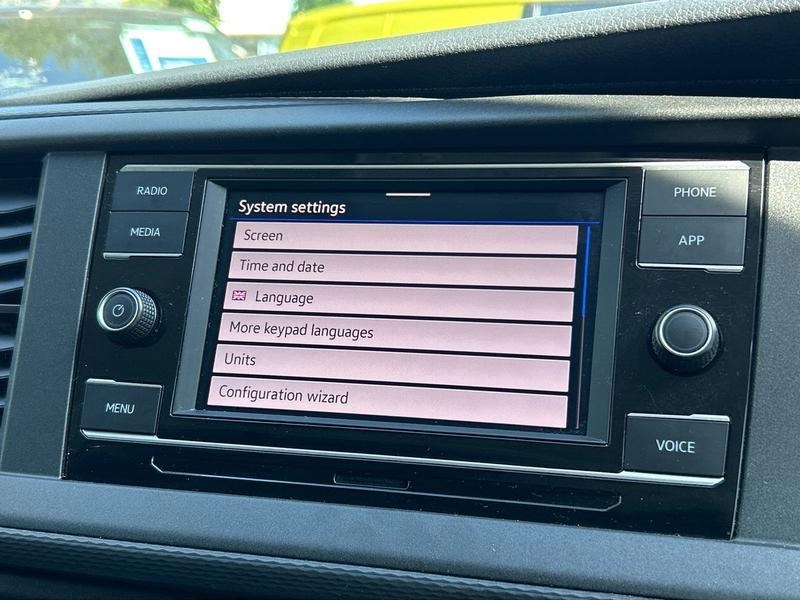 RADIO
MEDIA
MENU
System settings
Screen
Time and date
Language
More keypad languages
Units
Configuration wizard
PHONE
APP
VOICE